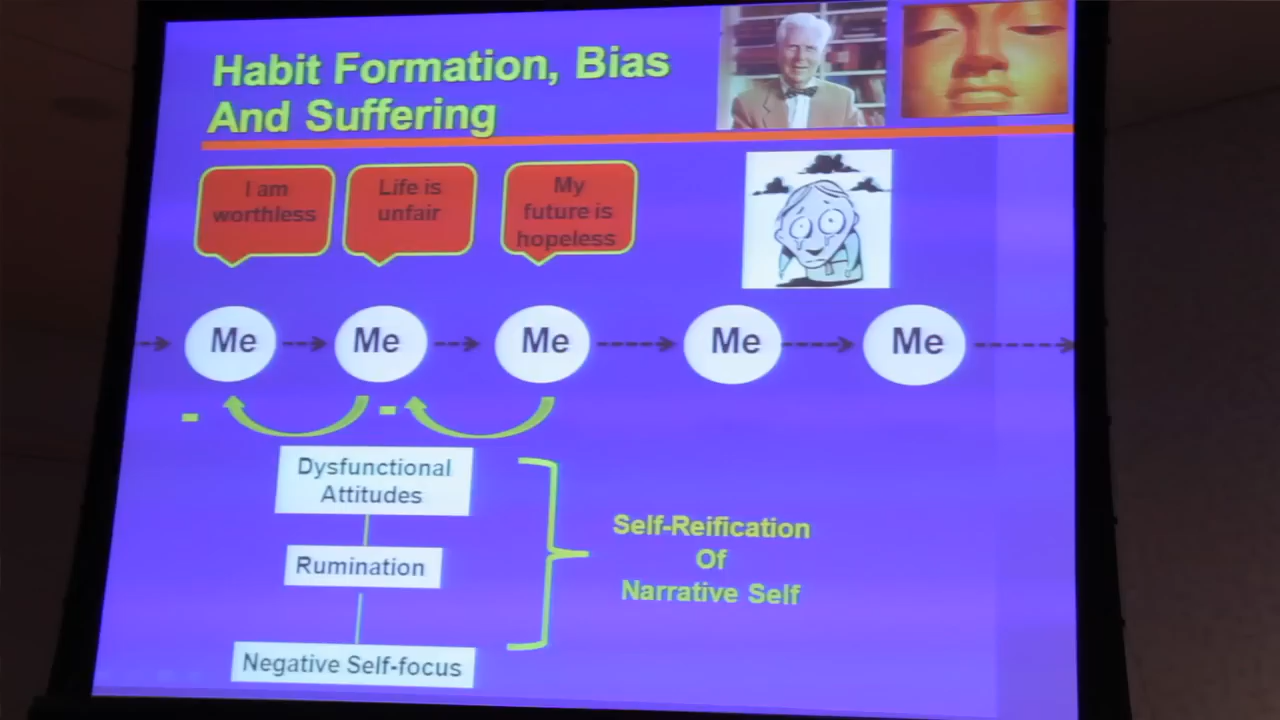 Habit Formation, Bias
And Suffering
I am
worthless
Life is
unfair
My
future is
hopeless
Me
Me
Me
Me
Me
-
-
Dysfunctional
Attitudes
Rumination
Negative Self-focus
Self-Reification
Of
Narrative Self